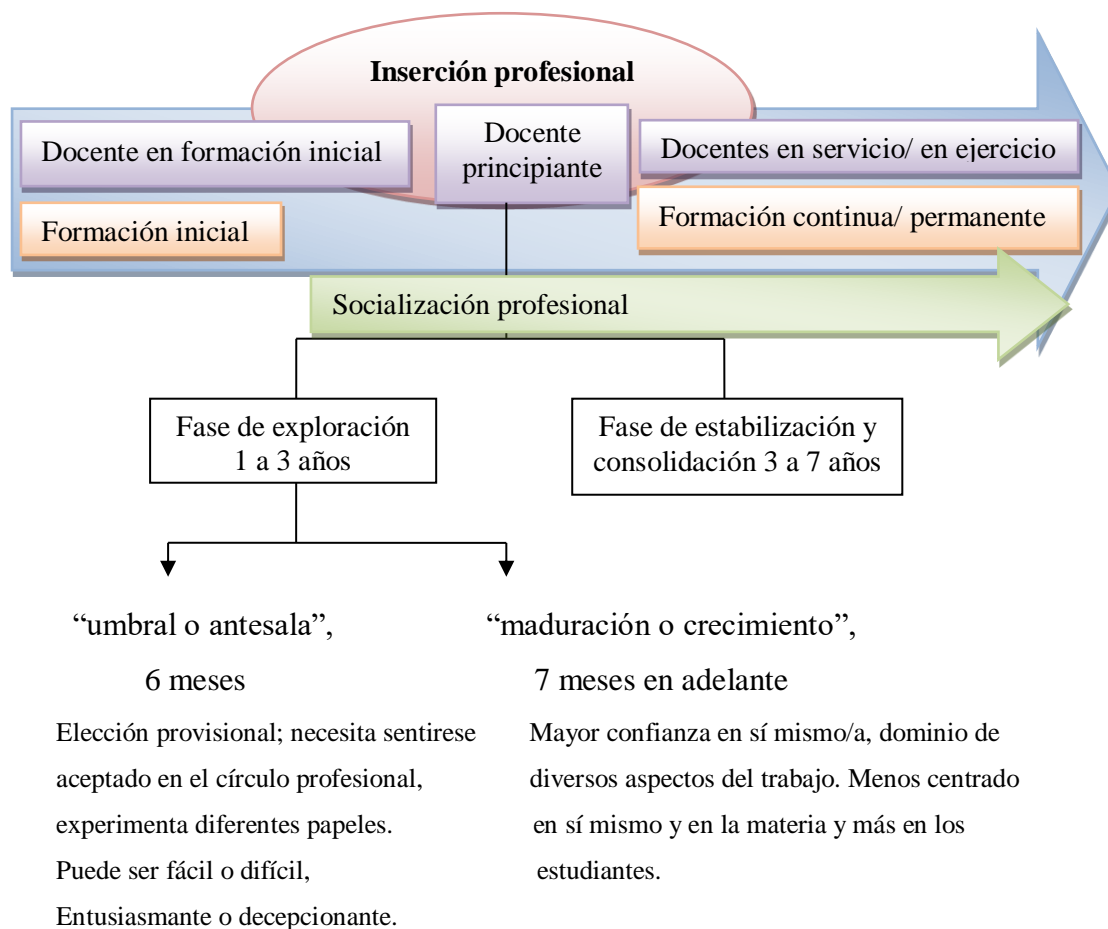 Inserción profesional
Docente en formación inicial
Docente
principiante
Docentes en servicio/ en ejercicio
Formación inicial
Formación continua/ permanente
Socialización profesional
Fase de exploración
1 a 3 años
Fase de estabilización y
consolidación 3 a 7 años
“umbral o antesala”,
6 meses
Elección provisional; necesita sentirese
aceptado en el círculo profesional,
experimenta diferentes papeles.
Puede ser fácil o difícil,
Entusiasmante o decepcionante.
“maduración o crecimiento”,
7 meses en adelante
Mayor confianza en sí mismo/a, dominio de
diversos aspectos del trabajo. Menos centrado
en sí mismo y en la materia y más en los
estudiantes.